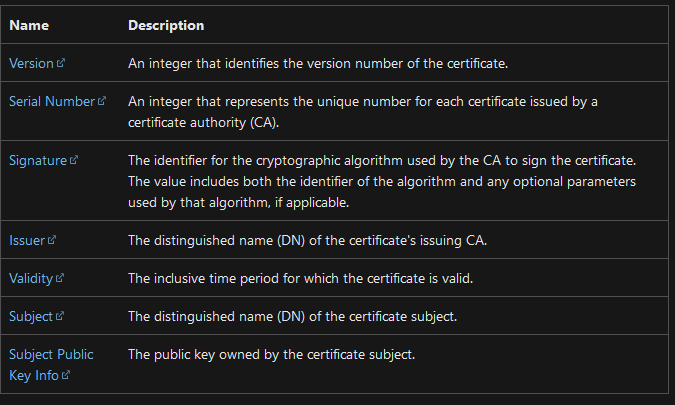 Name Description
Version An integer that identifies the version number of the certificate.
Serial Number An integer that represents the unique number for each certificate issued by a
certificate authority (CA).
Signature The identifier for the cryptographic algorithm used by the CA to sign the certificate.
The value includes both the identifier of the algorithm and any optional parameters
used by that algorithm, if applicable.
Issuer The distinguished name (DN) of the certificate's issuing CA.
Validity The inclusive time period for which the certificate is valid.
Subject The distinguished name (DN) of the certificate subject.
Subject Public The public key owned by the certificate subject.
Key Info